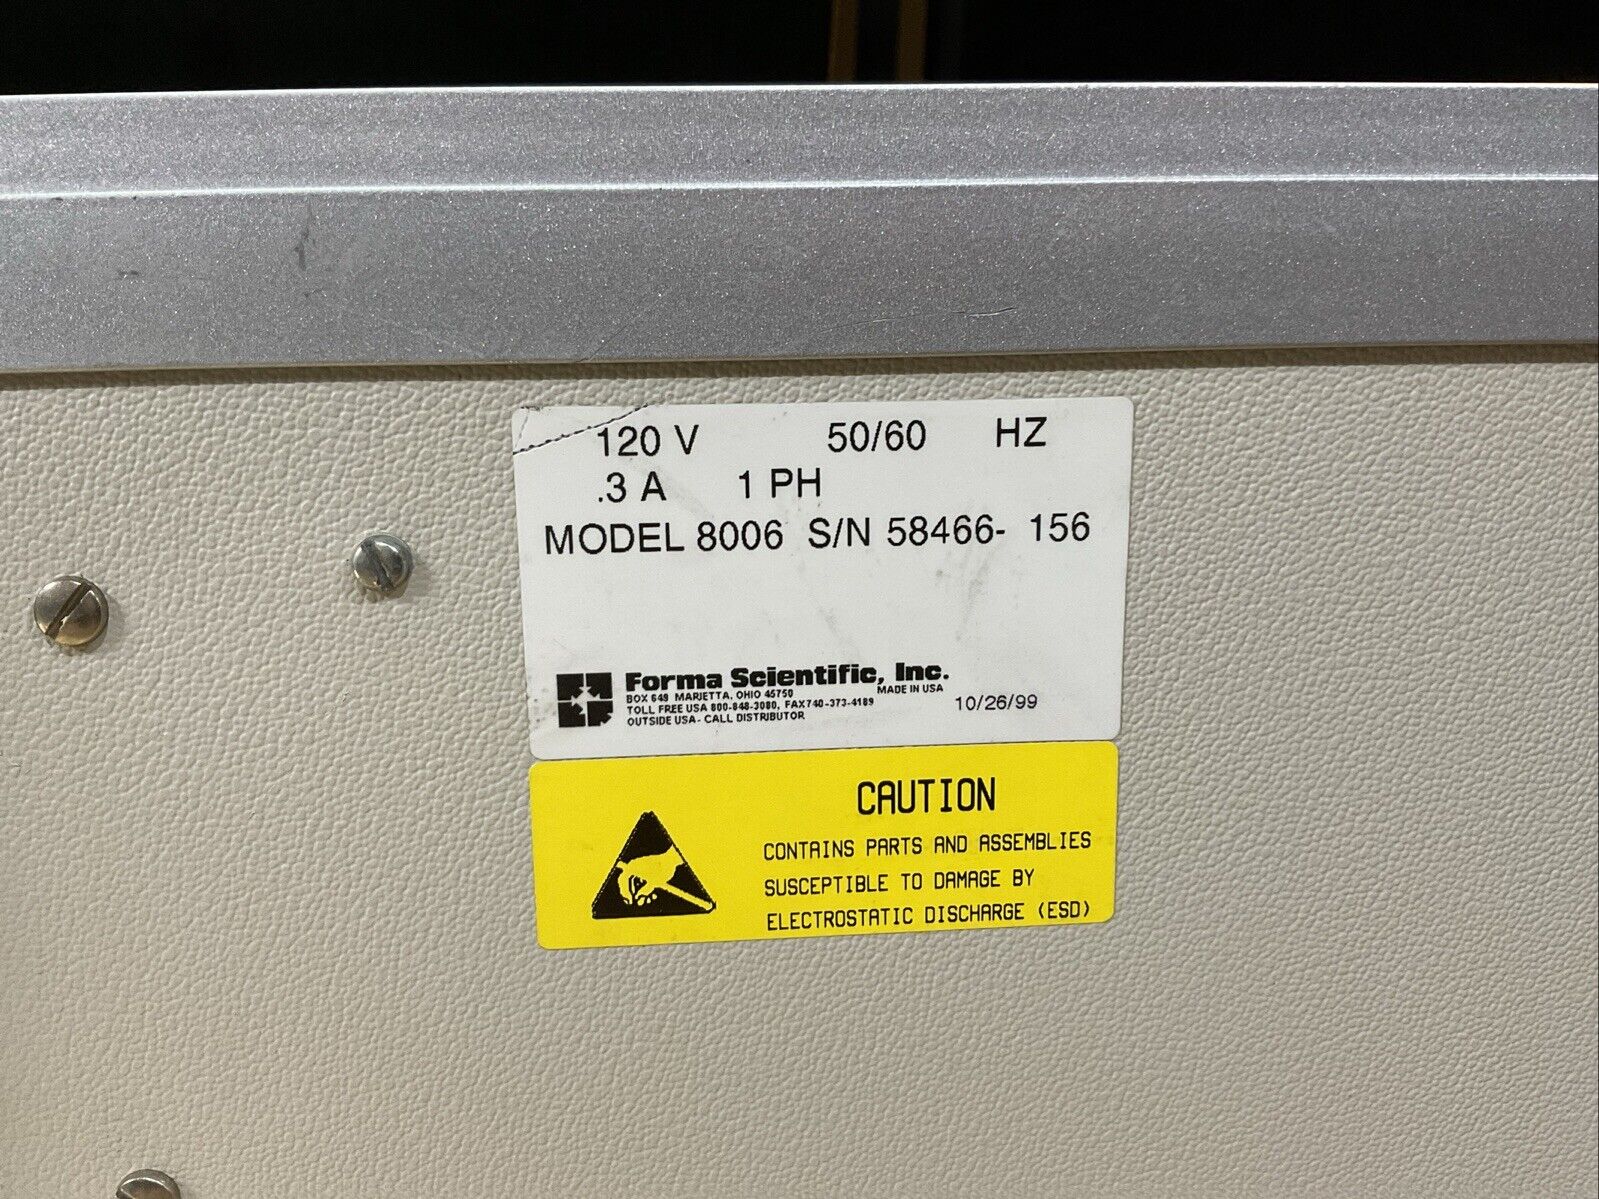 120 V 50/60 HZ
.3 A 1 PH
MODEL 8006 S/N 58466- 156
Forma Scientific, Inc.
BOX 649 MARIETTA, OHIO 45750 MADE IN USA
TOLL FREE USA 800-848-3080, FAX740-373-4189
OUTSIDE USA- CALL DISTRIBUTOR
10/26/99
CAUTION
CONTAINS PARTS AND ASSEMBLIES
SUSCEPTIBLE TO DAMAGE BY
ELECTROSTATIC DISCHARGE (ESD)